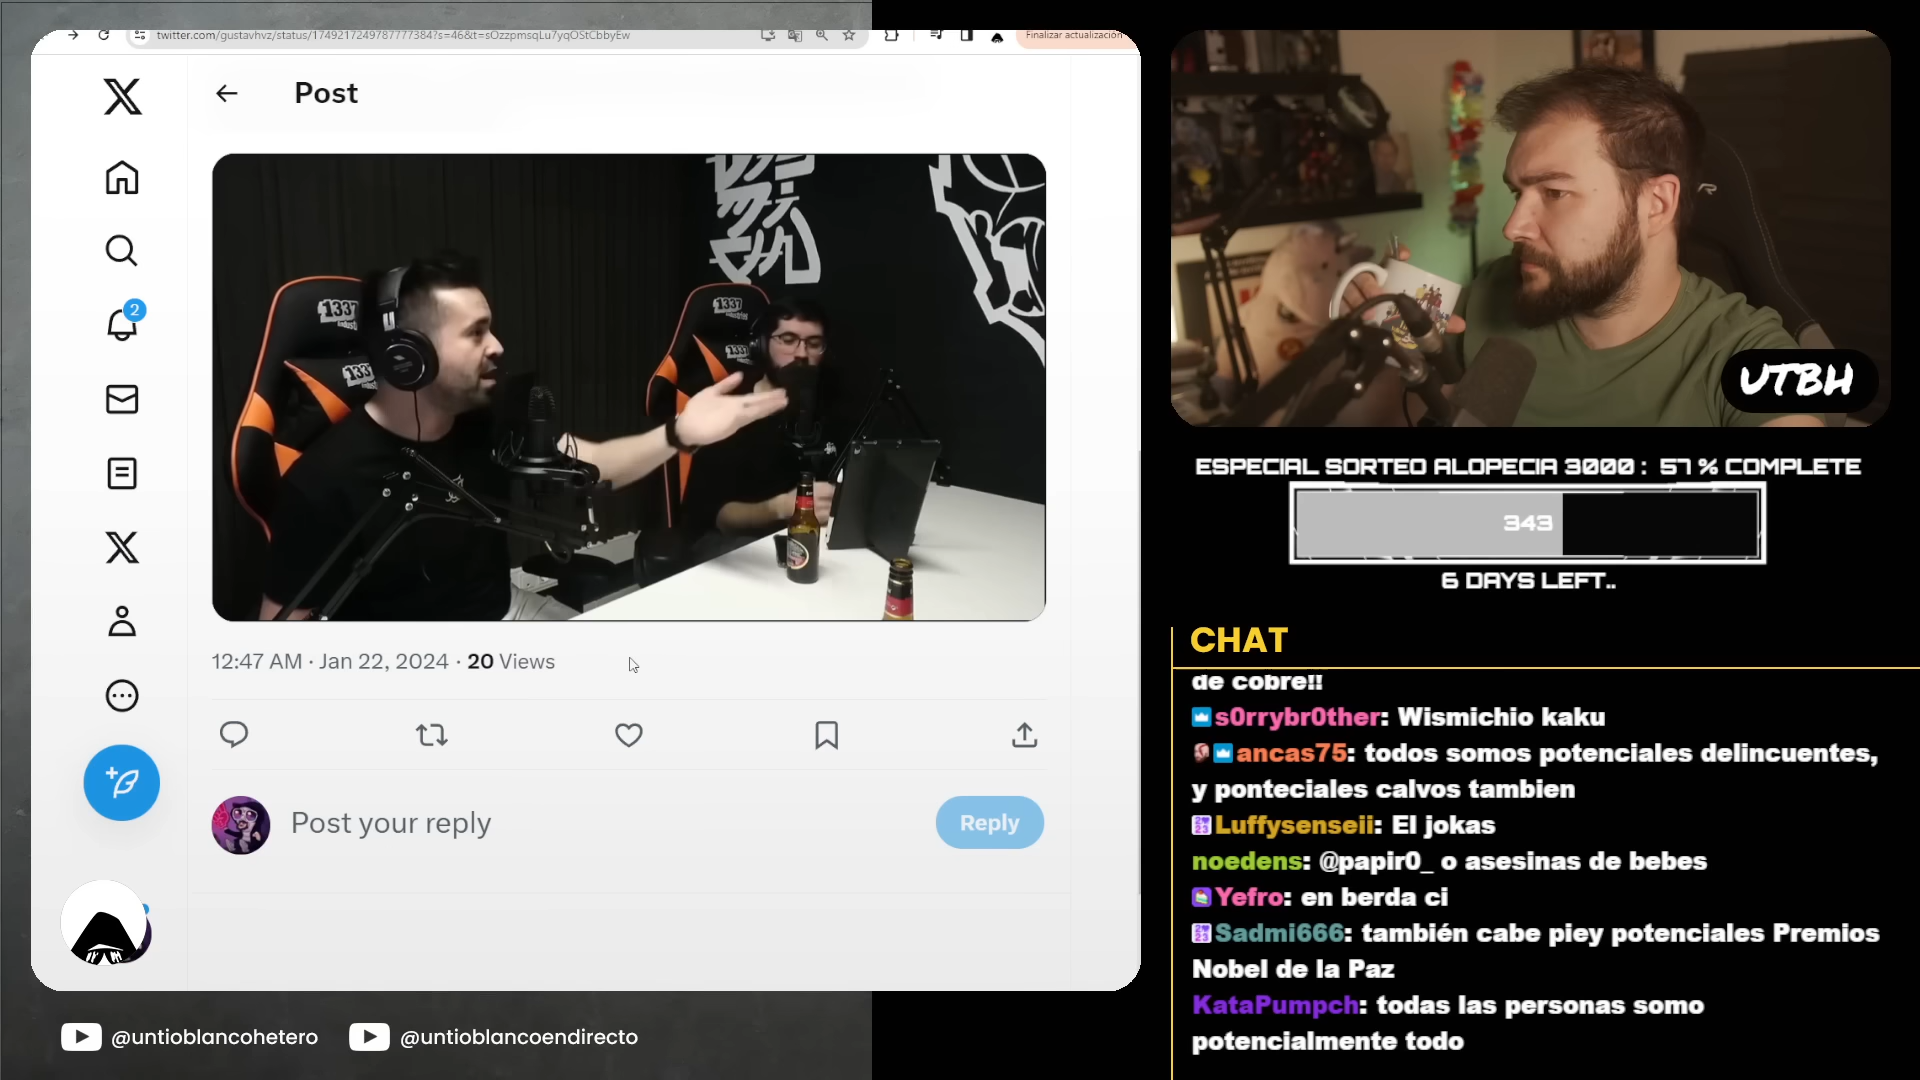 twitter.com/gustavhvz/status/1749217249787777384?s=46&t=sOzzpmsqLu7yqOStCbbyEw
Finalizar actualización
Post
2
1337
1337
1337
1337
12:47 AM · Jan 22, 2024 · 20 Views
Post your reply
Reply
@untioblancohetero
@untioblancoendirecto
UTBH
ESPECIAL SORTEO ALOPECIA 3000 : 57 % COMPLETE
343
6 DAYS LEFT..
CHAT
de cobre!!
s0rrybr0ther: Wismichio kaku
ancas75: todos somos potenciales delincuentes,
y ponteciales calvos tambien
Luffysenseii: El jokas
noedens: @papir0_ o asesinas de bebes
Yefro: en berda ci
Sadmi666: también cabe piey potenciales Premios
Nobel de la Paz
KataPumpch: todas las personas somo
potencialmente todo